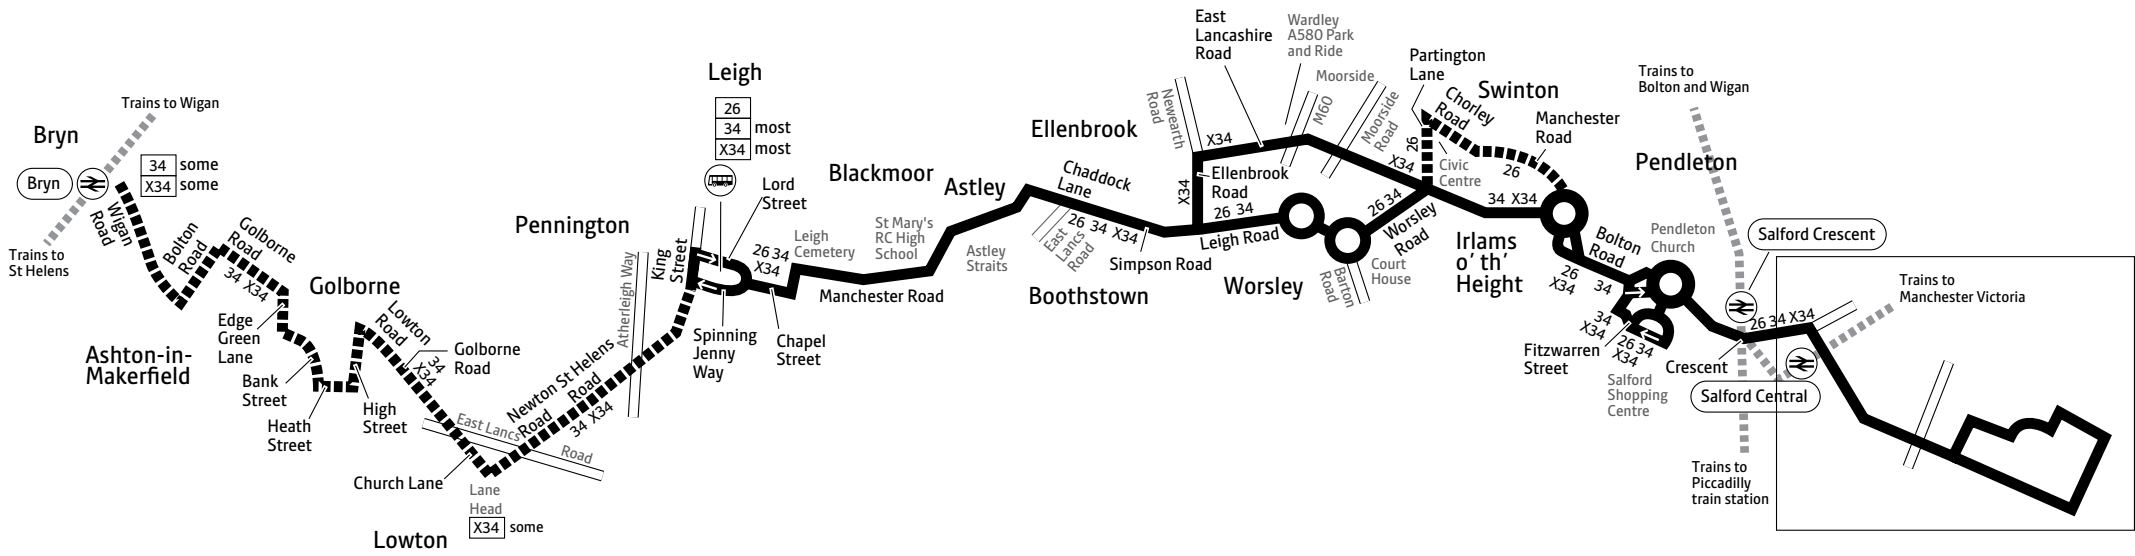 Trains to Wigan
Bryn
Bryn
34 some
X34 some
Trains to
St Helens
Wigan
Road
Bolton
Road
Golborne
Road
34 X34
Ashton-in-
Makerfield
Edge
Green
Lane
Bank
Street
Heath
Street
High
Street
Golborne
Lowton
Road
34
X34
Golborne
Road
Church Lane
East Lancs
Road
Lane
Head
X34 some
Lowton
Newton
Road
St Helens
Road
34 X34
Atherleigh Way
Pennington
King
Street
Leigh
26
34 most
X34 most
Lord
Street
Spinning
Jenny
Way
26 34
X34
Chapel
Street
Leigh
Cemetery
Blackmoor
Manchester Road
St Mary's
RC High
School
Astley
Astley
Straits
Chaddock
Lane
East
Lancs
Road
26 34 X34
Simpson Road
Boothstown
Ellenbrook
Newearth
Road
X34
X34
East
Lancashire
Road
Ellenbrook
Road
26 34
Leigh Road
Worsley
Wardley
A580 Park
and Ride
M60
Moorside
Moorside
Road
X34
Barton
Road
Court
House
26 34
Worsley
Road
Partington
Lane
26
Civic
Centre
Chorley
Road
Swinton
26
Manchester
Road
34 X34
Irlams
o' th'
Height
26
X34
34
Bolton
Road
Pendleton
Pendleton
Church
34
X34
26 34
X34
Fitzwarren
Street
Salford
Shopping
Centre
Trains to
Bolton and Wigan
Salford Crescent
26 34 X34
Crescent
Salford Central
Trains to
Manchester Victoria
Trains to
Piccadilly
train station